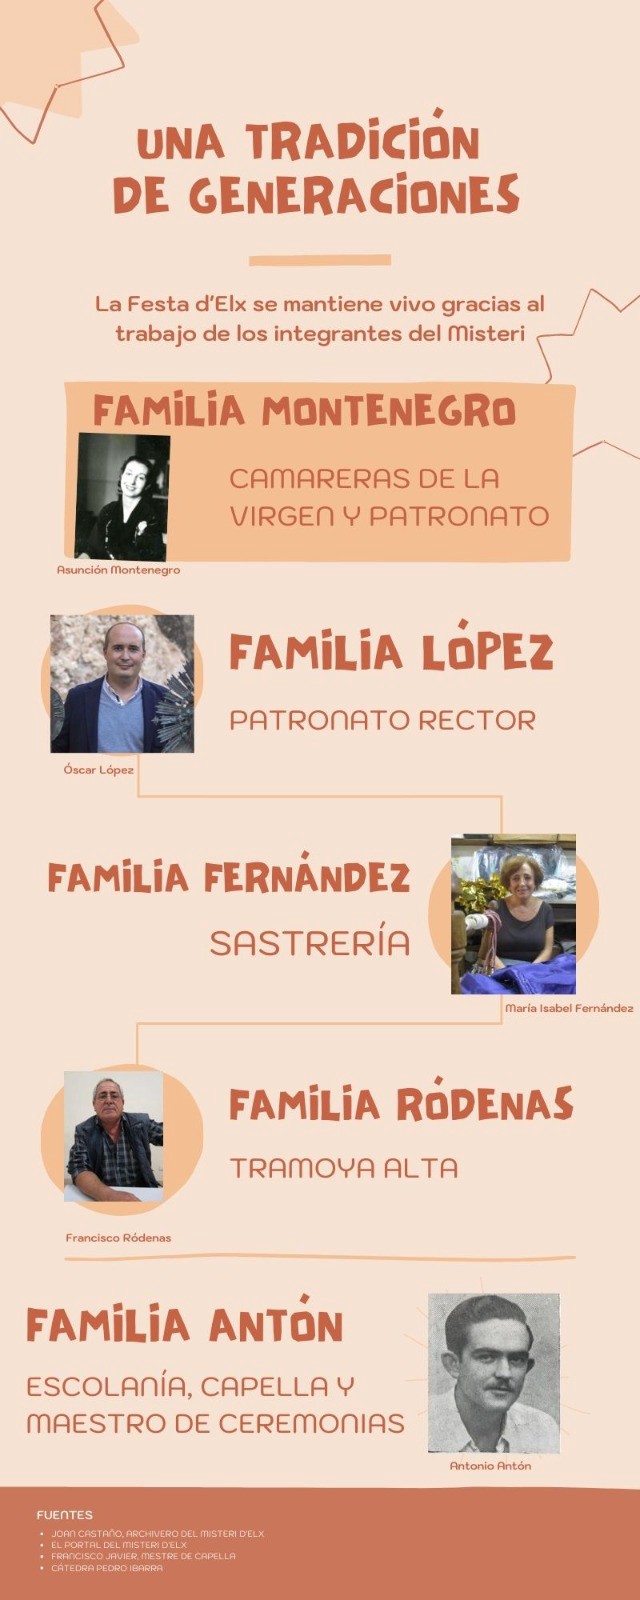 UNA TRADICIÓN
DE GENERACIONES
La Festa d'Elx se mantiene vivo gracias al
trabajo de los integrantes del Misteri
FAMILIA MONTENEGRO
CAMARERAS DE LA
VIRGEN Y PATRONATO
Asunción Montenegro
FAMILIA LÓPEZ
PATRONATO RECTOR
Óscar López
FAMILIA FERNÁNDEZ
SASTRERÍA
María Isabel Fernández
FAMILIA RÓDENAS
TRAMOYA ALTA
Francisco Ródenas
FAMILIA ANTÓN
ESCOLANÍA, CAPELLA Y
MAESTRO DE CEREMONIAS
Antonio Antón
FUENTES
• JOAN CASTAÑO, ARCHIVERO DEL MISTERI D'ELX
• EL PORTAL DEL MISTERI D'ELX
• FRANCISCO JAVIER, MESTRE DE CAPELLA
• CÁTEDRA PEDRO IBARRA